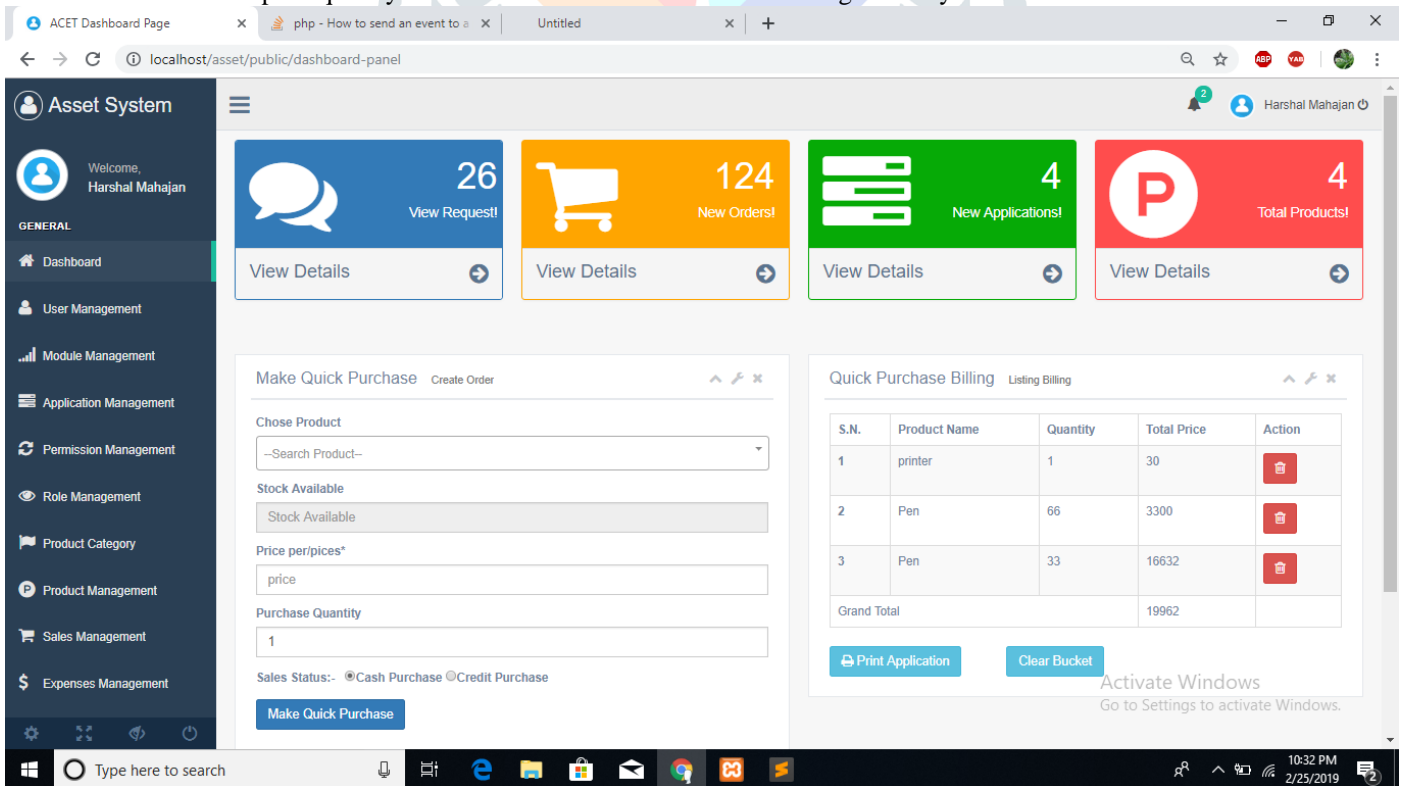 ACET Dashboard Page
php - How to send an event to a
Untitled
localhost/asset/public/dashboard-panel
ABP
YAB
Asset System
2
Harshal Mahajan
Welcome,
Harshal Mahajan
GENERAL
Dashboard
User Management
Module Management
Application Management
Permission Management
Role Management
Product Category
Product Management
Sales Management
Expenses Management
26
View Request!
View Details
124
New Orders!
View Details
4
New Applications!
View Details
P
4
Total Products!
View Details
Make Quick Purchase Create Order
Chose Product
--Search Product--
Stock Available
Stock Available
Price per/pices*
price
Purchase Quantity
1
Sales Status:- Cash Purchase Credit Purchase
Make Quick Purchase
Quick Purchase Billing Listing Billing
S.N. Product Name Quantity Total Price Action
1 printer 1 30
2 Pen 66 3300
3 Pen 33 16632
Grand Total 19962
Print Application Clear Bucket
Activate Windows
Go to Settings to activate Windows.
Type here to search
10:32 PM
2/25/2019
2